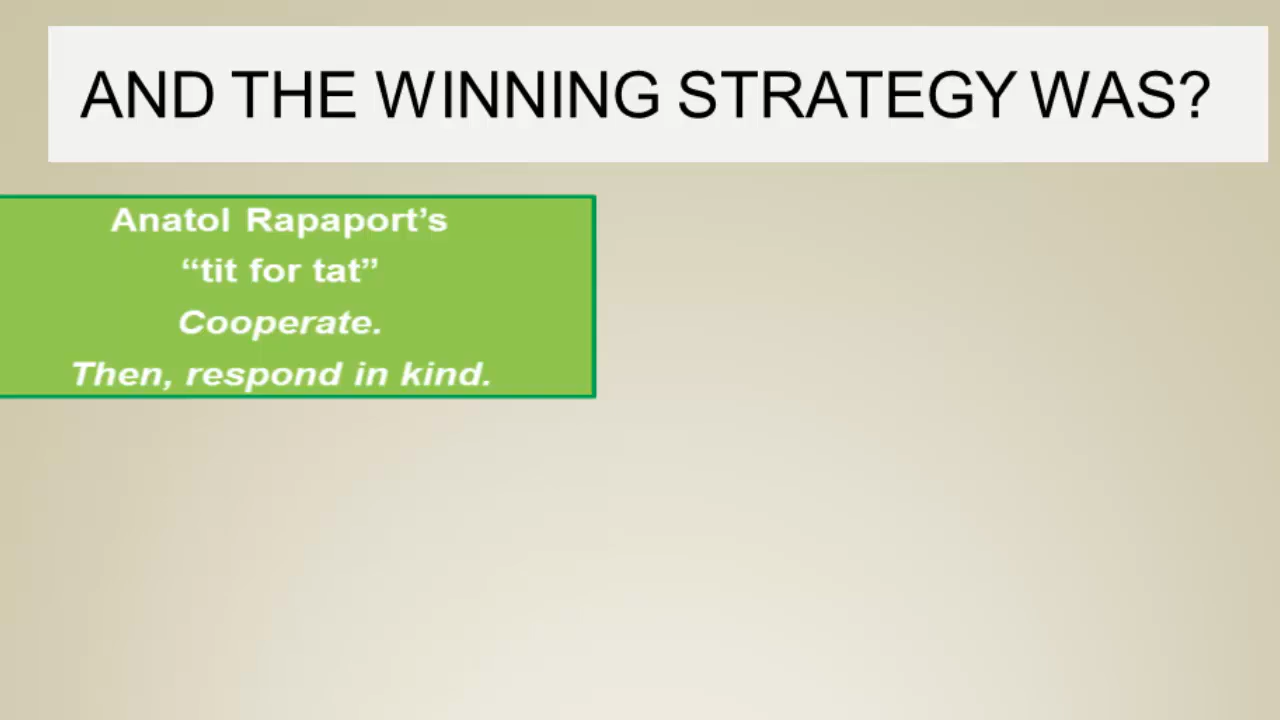 AND THE WINNING STRATEGY WAS?
Anatol Rapaport’s
“tit for tat”
Cooperate.
Then, respond in kind.